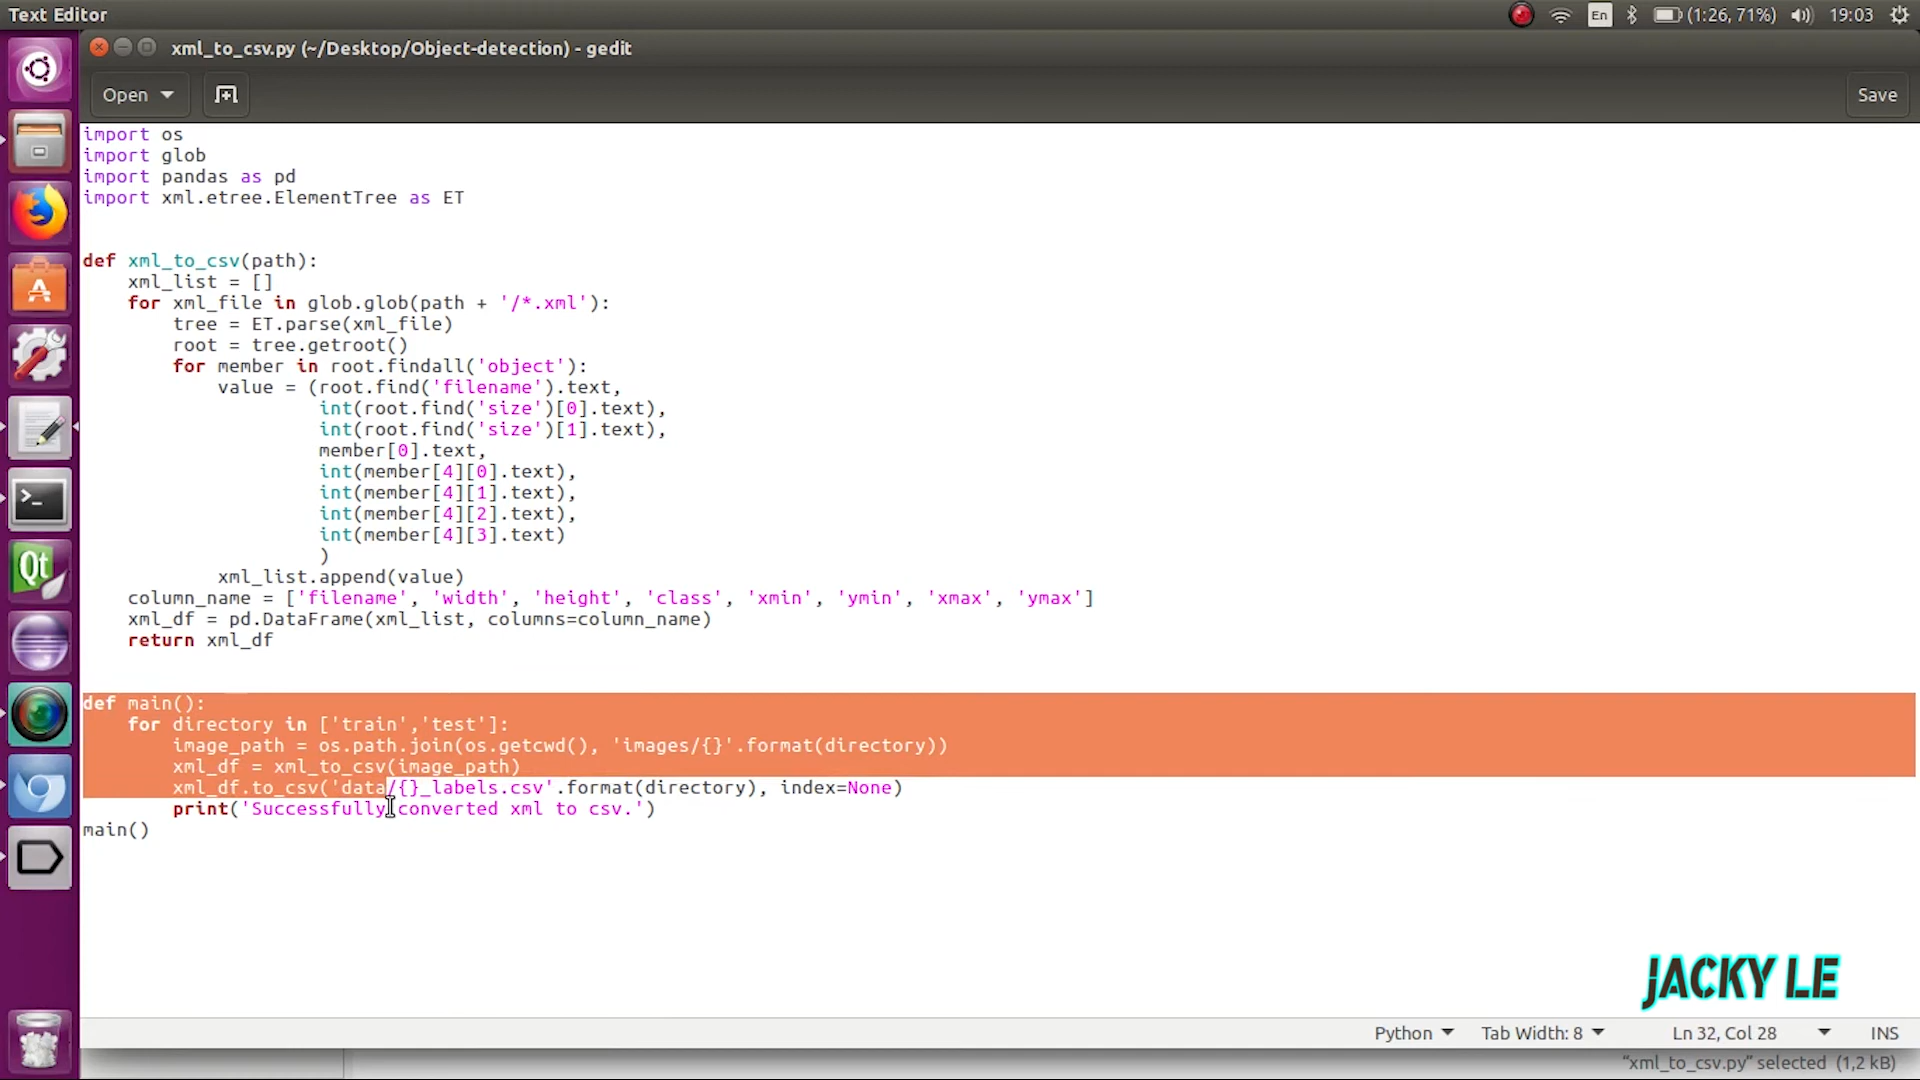 Text Editor
En
(1:26, 71%)
19:03
xml_to_csv.py (~/Desktop/Object-detection) - gedit
Open
Save
import os
import glob
import pandas as pd
import xml.etree.ElementTree as ET
def xml_to_csv(path):
    xml_list = []
    for xml_file in glob.glob(path + '/*.xml'):
        tree = ET.parse(xml_file)
        root = tree.getroot()
        for member in root.findall('object'):
            value = (root.find('filename').text,
                     int(root.find('size')[0].text),
                     int(root.find('size')[1].text),
                     member[0].text,
                     int(member[4][0].text),
                     int(member[4][1].text),
                     int(member[4][2].text),
                     int(member[4][3].text)
                     )
            xml_list.append(value)
    column_name = ['filename', 'width', 'height', 'class', 'xmin', 'ymin', 'xmax', 'ymax']
    xml_df = pd.DataFrame(xml_list, columns=column_name)
    return xml_df
def main():
    for directory in ['train','test']:
        image_path = os.path.join(os.getcwd(), 'images/{}'.format(directory))
        xml_df = xml_to_csv(image_path)
        xml_df.to_csv('data/{}_labels.csv'.format(directory), index=None)
        print('Successfully converted xml to csv.')
main()
Qt
JACKY LE
Python
Tab Width: 8
Ln 32, Col 28
INS
"xml_to_csv.py" selected (1,2 kB)